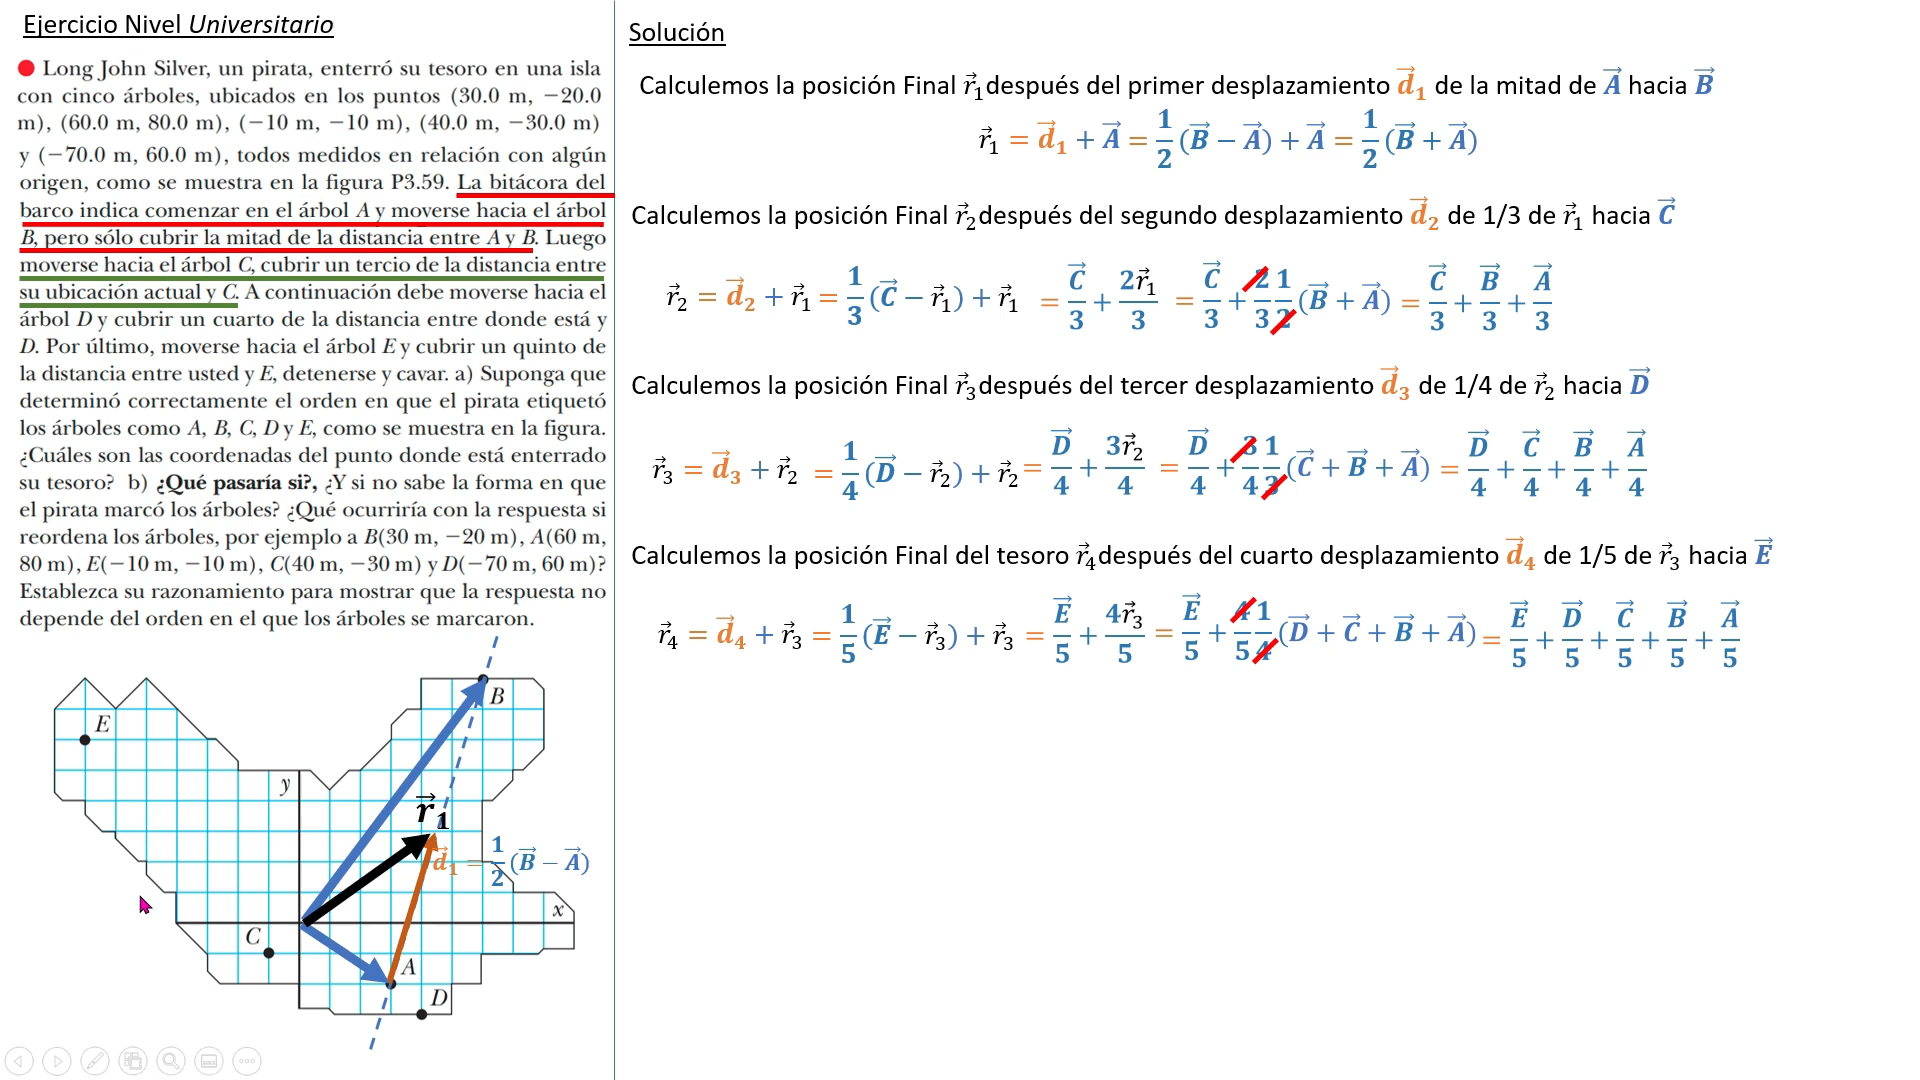 Ejercicio Nivel Universitario
Long John Silver, un pirata, enterró su tesoro en una isla
con cinco árboles, ubicados en los puntos (30.0 m, −20.0
m), (60.0 m, 80.0 m), (−10 m, −10 m), (40.0 m, −30.0 m)
y (−70.0 m, 60.0 m), todos medidos en relación con algún
origen, como se muestra en la figura P3.59. La bitácora del
barco indica comenzar en el árbol A y moverse hacia el árbol
B, pero sólo cubrir la mitad de la distancia entre A y B. Luego
moverse hacia el árbol C, cubrir un tercio de la distancia entre
su ubicación actual y C. A continuación debe moverse hacia el
árbol D y cubrir un cuarto de la distancia entre donde está y
D. Por último, moverse hacia el árbol E y cubrir un quinto de
la distancia entre usted y E, detenerse y cavar. a) Suponga que
determinó correctamente el orden en que el pirata etiquetó
los árboles como A, B, C, D y E, como se muestra en la figura.
¿Cuáles son las coordenadas del punto donde está enterrado
su tesoro? b) ¿Qué pasaría si?, ¿Y si no sabe la forma en que
el pirata marcó los árboles? ¿Qué ocurriría con la respuesta si
reordena los árboles, por ejemplo a B(30 m, −20 m), A(60 m,
80 m), E(−10 m, −10 m), C(40 m, −30 m) y D(−70 m, 60 m)?
Establezca su razonamiento para mostrar que la respuesta no
depende del orden en el que los árboles se marcaron.
E
B
y
r⃗₁
d⃗₁ = 1/2 (B⃗ − A⃗)
x
C
A
D
Solución
Calculemos la posición Final r⃗₁ después del primer desplazamiento d⃗₁ de la mitad de A⃗ hacia B⃗
r⃗₁ = d⃗₁ + A⃗ = 1/2 (B⃗ − A⃗) + A⃗ = 1/2 (B⃗ + A⃗)
Calculemos la posición Final r⃗₂ después del segundo desplazamiento d⃗₂ de 1/3 de r⃗₁ hacia C⃗
r⃗₂ = d⃗₂ + r⃗₁ = 1/3 (C⃗ − r⃗₁) + r⃗₁ = C⃗/3 + 2r⃗₁/3 = C⃗/3 + 2/3 1/2 (B⃗ + A⃗) = C⃗/3 + B⃗/3 + A⃗/3
Calculemos la posición Final r⃗₃ después del tercer desplazamiento d⃗₃ de 1/4 de r⃗₂ hacia D⃗
r⃗₃ = d⃗₃ + r⃗₂ = 1/4 (D⃗ − r⃗₂) + r⃗₂ = D⃗/4 + 3r⃗₂/4 = D⃗/4 + 3/4 1/3 (C⃗ + B⃗ + A⃗) = D⃗/4 + C⃗/4 + B⃗/4 + A⃗/4
Calculemos la posición Final del tesoro r⃗₄ después del cuarto desplazamiento d⃗₄ de 1/5 de r⃗₃ hacia E⃗
r⃗₄ = d⃗₄ + r⃗₃ = 1/5 (E⃗ − r⃗₃) + r⃗₃ = E⃗/5 + 4r⃗₃/5 = E⃗/5 + 4/5 1/4 (D⃗ + C⃗ + B⃗ + A⃗) = E⃗/5 + D⃗/5 + C⃗/5 + B⃗/5 + A⃗/5